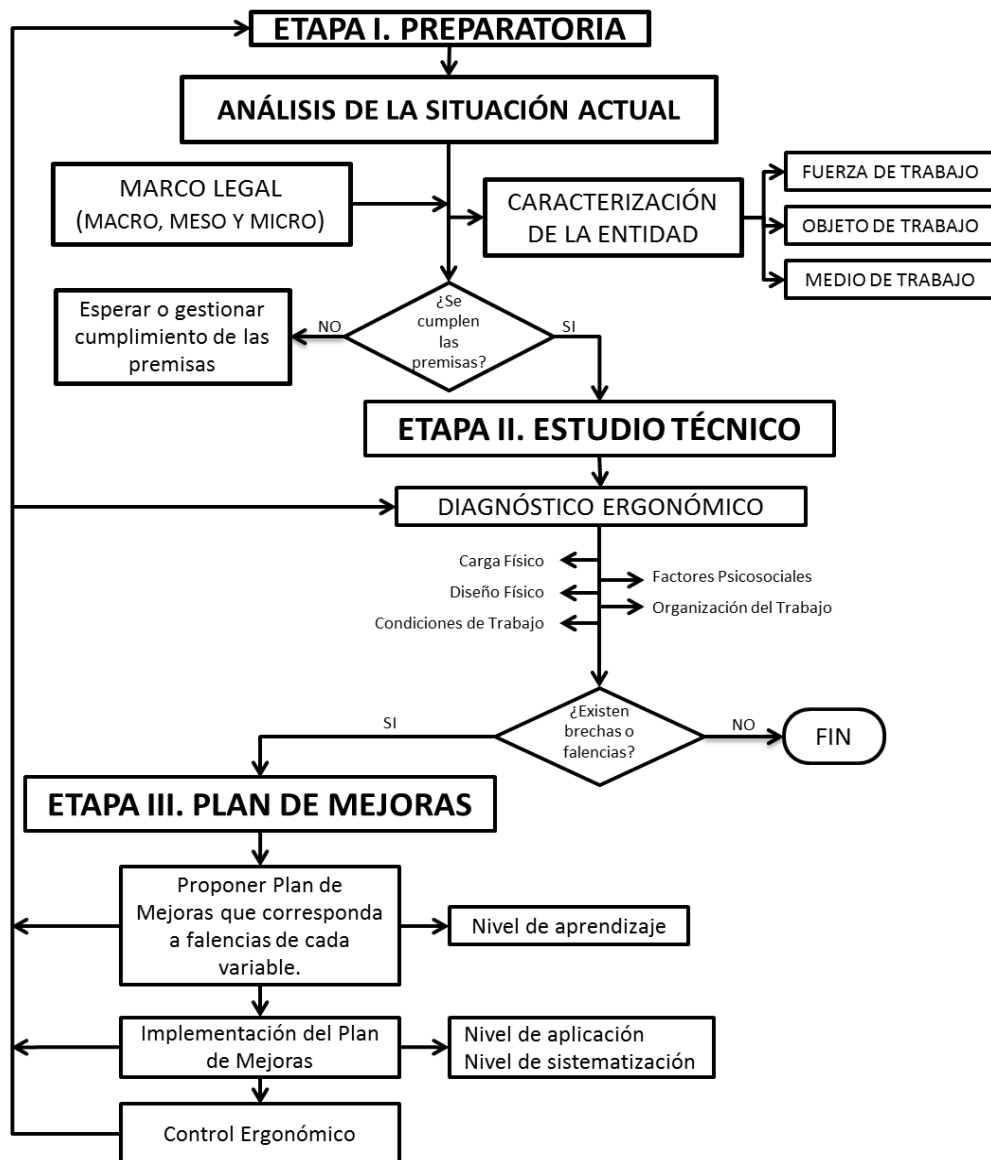 ETAPA I. PREPARATORIA
ANÁLISIS DE LA SITUACIÓN ACTUAL
MARCO LEGAL
(MACRO, MESO Y MICRO)
CARACTERIZACIÓN
DE LA ENTIDAD
FUERZA DE TRABAJO
OBJETO DE TRABAJO
MEDIO DE TRABAJO
Esperar o gestionar
cumplimiento de las
premisas
NO
¿Se
cumplen
las
premisas?
SI
ETAPA II. ESTUDIO TÉCNICO
DIAGNÓSTICO ERGONÓMICO
Carga Físico
Diseño Físico
Condiciones de Trabajo
Factores Psicosociales
Organización del Trabajo
SI
¿Existen
brechas o
falencias?
NO
FIN
ETAPA III. PLAN DE MEJORAS
Proponer Plan de
Mejoras que corresponda
a falencias de cada
variable.
Nivel de aprendizaje
Implementación del Plan
de Mejoras
Nivel de aplicación
Nivel de sistematización
Control Ergonómico